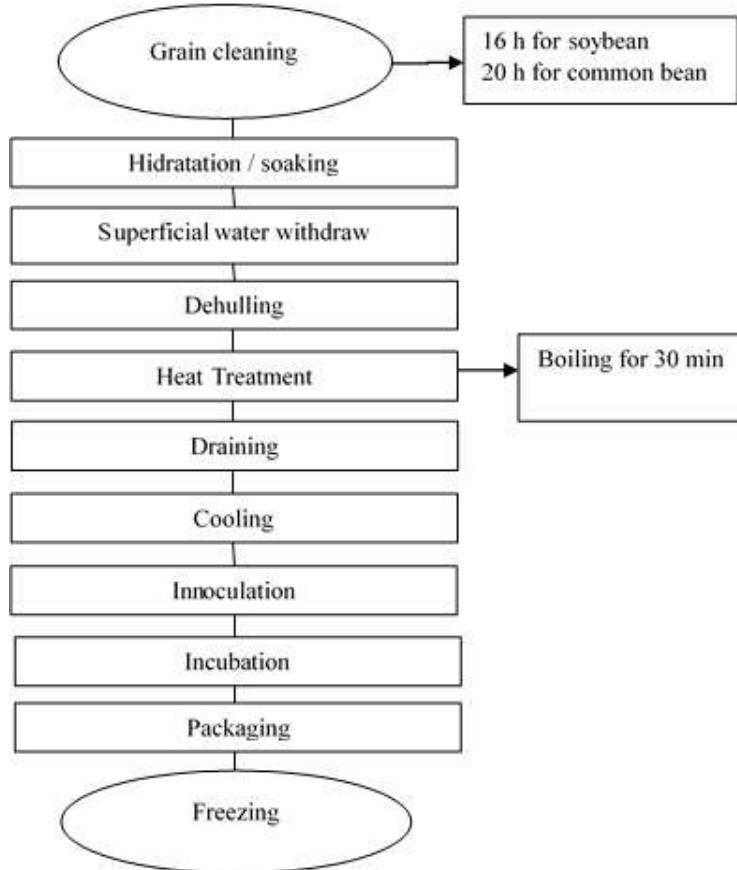 Grain cleaning
16 h for soybean
20 h for common bean
Hidratation / soaking
Superficial water withdraw
Dehulling
Heat Treatment
Boiling for 30 min
Draining
Cooling
Innoculation
Incubation
Packaging
Freezing